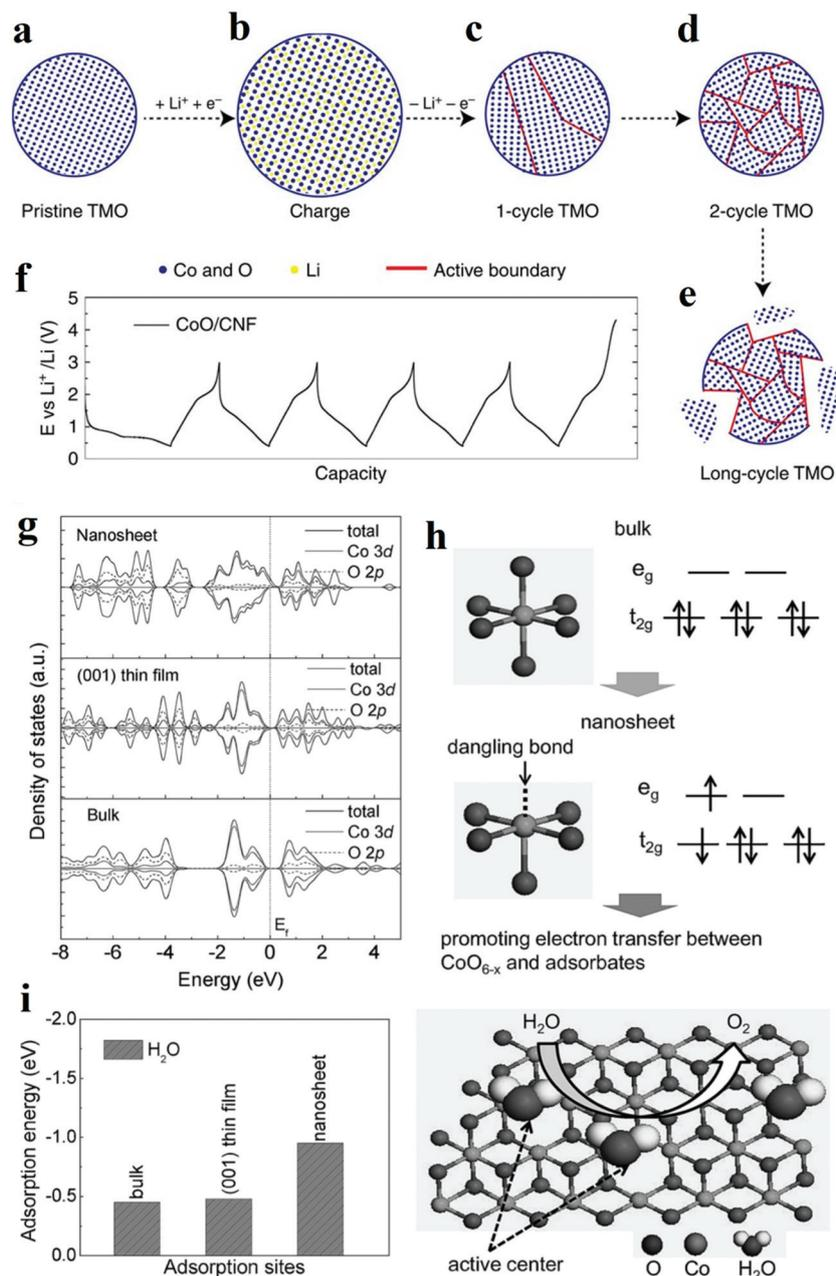 a
b
c
d
+ Li⁺ + e⁻
− Li⁺ − e⁻
Pristine TMO
Charge
1-cycle TMO
2-cycle TMO
Co and O
Li
Active boundary
e
Long-cycle TMO
f
E vs Li⁺ /Li (V)
5
4
3
2
1
0
CoO/CNF
Capacity
g
Density of states (a.u.)
Nanosheet
total
Co 3d
O 2p
(001) thin film
total
Co 3d
O 2p
Bulk
total
Co 3d
O 2p
E_f
-8 -6 -4 -2 0 2 4
Energy (eV)
h
bulk
e_g
t_2g
nanosheet
dangling bond
e_g
t_2g
promoting electron transfer between
CoO_6-x and adsorbates
i
Adsorption energy (eV)
-2.0
-1.5
-1.0
-0.5
0.0
H₂O
bulk
(001) thin film
nanosheet
Adsorption sites
H₂O
O₂
active center
O Co H₂O